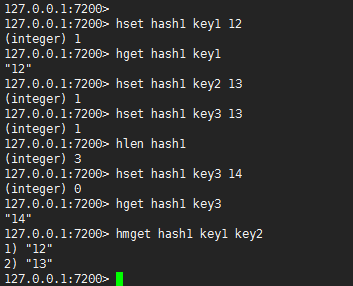 127.0.0.1:7200>
127.0.0.1:7200> hset hash1 key1 12
(integer) 1
127.0.0.1:7200> hget hash1 key1
"12"
127.0.0.1:7200> hset hash1 key2 13
(integer) 1
127.0.0.1:7200> hset hash1 key3 13
(integer) 1
127.0.0.1:7200> hlen hash1
(integer) 3
127.0.0.1:7200> hset hash1 key3 14
(integer) 0
127.0.0.1:7200> hget hash1 key3
"14"
127.0.0.1:7200> hmget hash1 key1 key2
1) "12"
2) "13"
127.0.0.1:7200>